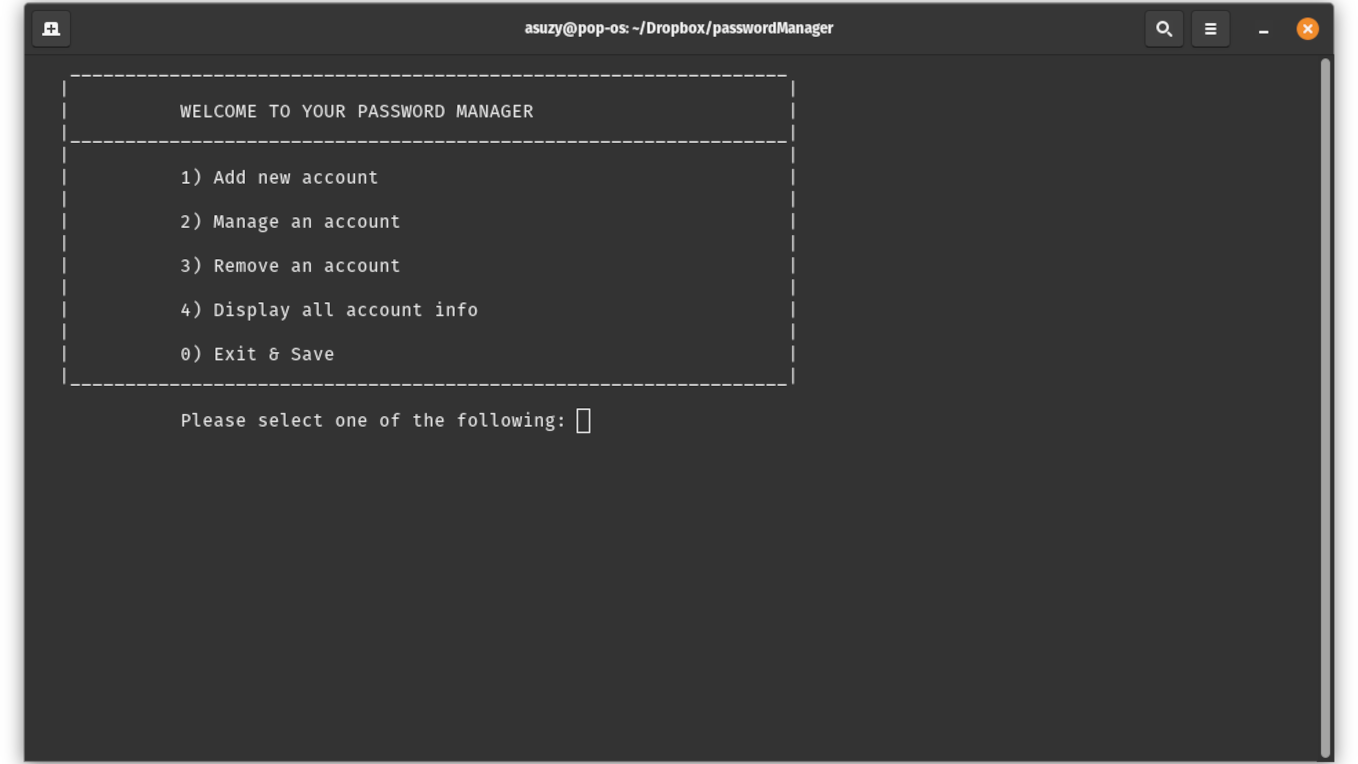 asuzy@pop-os: ~/Dropbox/passwordManager
WELCOME TO YOUR PASSWORD MANAGER
1) Add new account
2) Manage an account
3) Remove an account
4) Display all account info
0) Exit & Save
Please select one of the following: